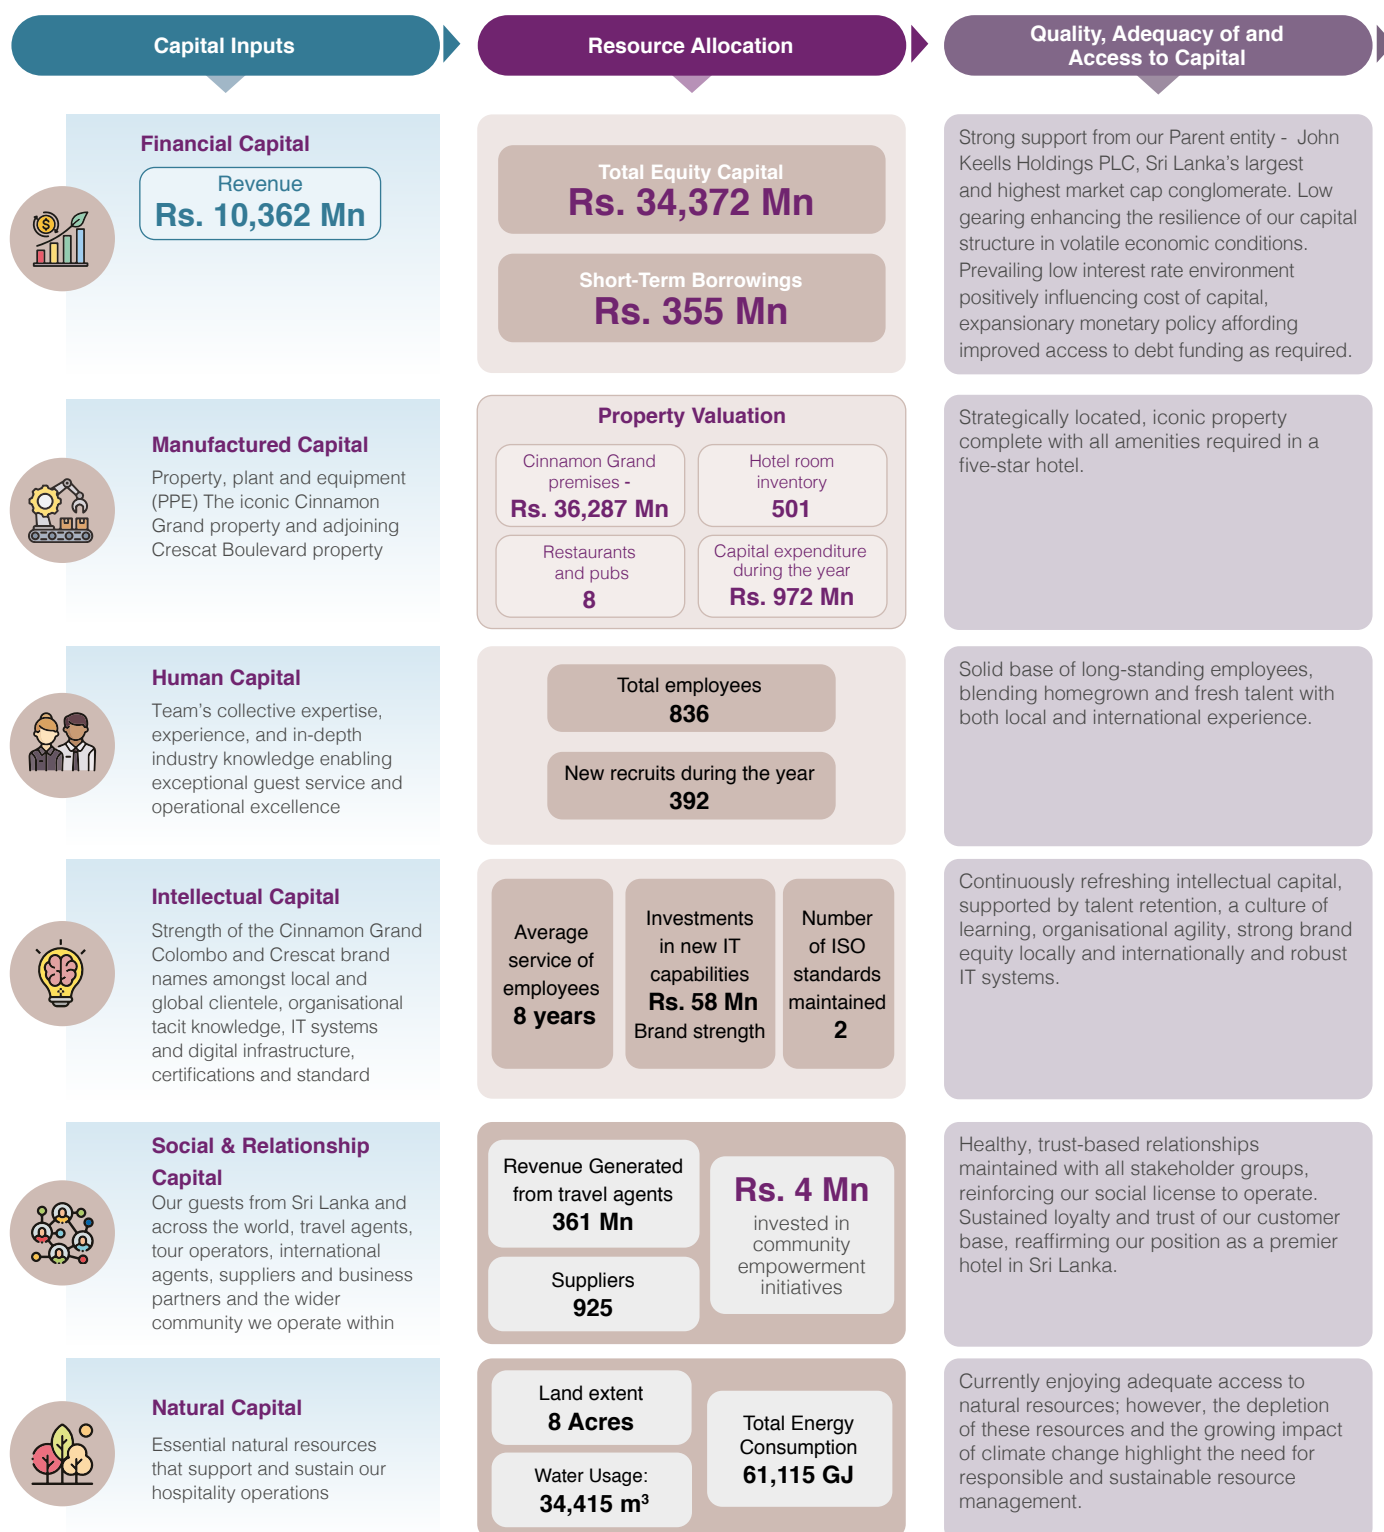 Capital Inputs
Resource Allocation
Quality, Adequacy of and
Access to Capital
Financial Capital
Revenue
Rs. 10,362 Mn
Total Equity Capital
Rs. 34,372 Mn
Short-Term Borrowings
Rs. 355 Mn
Strong support from our Parent entity - John
Keells Holdings PLC, Sri Lanka's largest
and highest market cap conglomerate. Low
gearing enhancing the resilience of our capital
structure in volatile economic conditions.
Prevailing low interest rate environment
positively influencing cost of capital,
expansionary monetary policy affording
improved access to debt funding as required.
Manufactured Capital
Property, plant and equipment
(PPE) The iconic Cinnamon
Grand property and adjoining
Crescat Boulevard property
Property Valuation
Cinnamon Grand
premises -
Rs. 36,287 Mn
Hotel room
inventory
501
Restaurants
and pubs
8
Capital expenditure
during the year
Rs. 972 Mn
Strategically located, iconic property
complete with all amenities required in a
five-star hotel.
Human Capital
Team's collective expertise,
experience, and in-depth
industry knowledge enabling
exceptional guest service and
operational excellence
Total employees
836
New recruits during the year
392
Solid base of long-standing employees,
blending homegrown and fresh talent with
both local and international experience.
Intellectual Capital
Strength of the Cinnamon Grand
Colombo and Crescat brand
names amongst local and
global clientele, organisational
tacit knowledge, IT systems
and digital infrastructure,
certifications and standard
Average
service of
employees
8 years
Investments
in new IT
capabilities
Rs. 58 Mn
Brand strength
Number
of ISO
standards
maintained
2
Continuously refreshing intellectual capital,
supported by talent retention, a culture of
learning, organisational agility, strong brand
equity locally and internationally and robust
IT systems.
Social & Relationship
Capital
Our guests from Sri Lanka and
across the world, travel agents,
tour operators, international
agents, suppliers and business
partners and the wider
community we operate within
Revenue Generated
from travel agents
361 Mn
Suppliers
925
Rs. 4 Mn
invested in
community
empowerment
initiatives
Healthy, trust-based relationships
maintained with all stakeholder groups,
reinforcing our social license to operate.
Sustained loyalty and trust of our customer
base, reaffirming our position as a premier
hotel in Sri Lanka.
Natural Capital
Essential natural resources
that support and sustain our
hospitality operations
Land extent
8 Acres
Water Usage:
34,415 m³
Total Energy
Consumption
61,115 GJ
Currently enjoying adequate access to
natural resources; however, the depletion
of these resources and the growing impact
of climate change highlight the need for
responsible and sustainable resource
management.